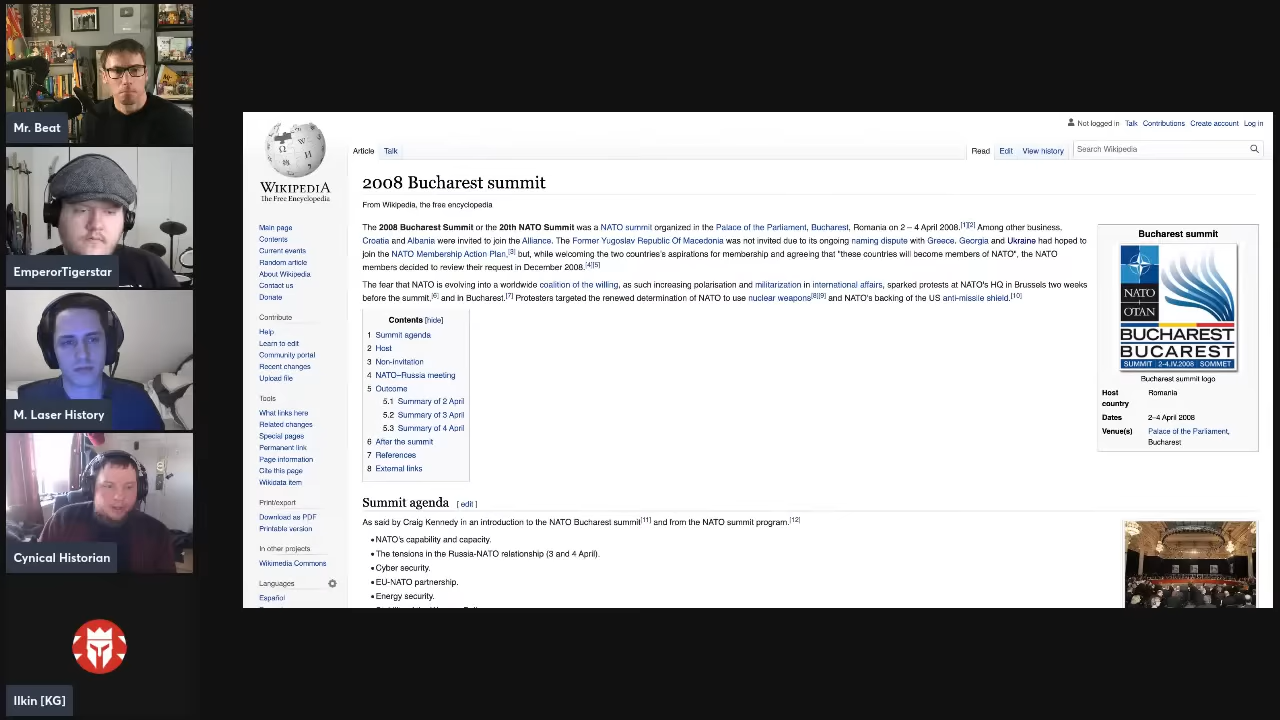 Mr. Beat
EmperorTigerstar
M. Laser History
Cynical Historian
Ilkin [KG]
WIKIPEDIA
The Free Encyclopedia
Main page
Contents
Current events
Random article
About Wikipedia
Contact us
Donate
Contribute
Help
Learn to edit
Community portal
Recent changes
Upload file
Tools
What links here
Related changes
Special pages
Permanent link
Page information
Cite this page
Wikidata item
Print/export
Download as PDF
Printable version
In other projects
Wikimedia Commons
Languages
Español
Not logged in Talk Contributions Create account Log in
Article Talk
Read Edit View history Search Wikipedia
2008 Bucharest summit
From Wikipedia, the free encyclopedia
The 2008 Bucharest Summit or the 20th NATO Summit was a NATO summit organized in the Palace of the Parliament, Bucharest, Romania on 2 – 4 April 2008.[1][2] Among other business,
Croatia and Albania were invited to join the Alliance. The Former Yugoslav Republic Of Macedonia was not invited due to its ongoing naming dispute with Greece. Georgia and Ukraine had hoped to
join the NATO Membership Action Plan,[3] but, while welcoming the two countries's aspirations for membership and agreeing that "these countries will become members of NATO", the NATO
members decided to review their request in December 2008.[4][5]
The fear that NATO is evolving into a worldwide coalition of the willing, as such increasing polarisation and militarization in international affairs, sparked protests at NATO's HQ in Brussels two weeks
before the summit,[6] and in Bucharest.[7] Protesters targeted the renewed determination of NATO to use nuclear weapons[8][9] and NATO's backing of the US anti-missile shield.[10]
Contents [hide]
1 Summit agenda
2 Host
3 Non-invitation
4 NATO–Russia meeting
5 Outcome
5.1 Summary of 2 April
5.2 Summary of 3 April
5.3 Summary of 4 April
6 After the summit
7 References
8 External links
Summit agenda [ edit ]
As said by Craig Kennedy in an introduction to the NATO Bucharest summit[11] and from the NATO summit program.[12]
• NATO's capability and capacity.
• The tensions in the Russia-NATO relationship (3 and 4 April).
• Cyber security.
• EU-NATO partnership.
• Energy security.
Bucharest summit
NATO
OTAN
BUCHAREST
BUCAREST
SUMMIT 2-4.IV.2008 SOMMET
Bucharest summit logo
Host country Romania
Dates 2–4 April 2008
Venue(s) Palace of the Parliament,
Bucharest